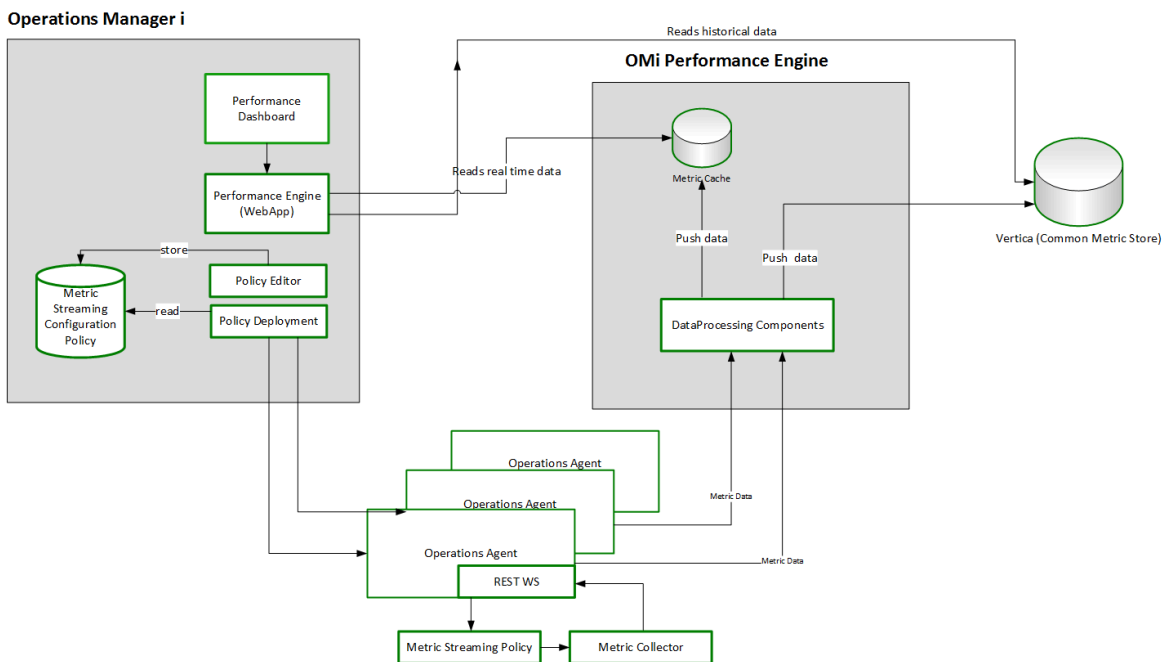 Operations Manager i
Reads historical data
OMi Performance Engine
Performance
Dashboard
Reads real time data
Metric Cache
Performance Engine
(WebApp)
Vertica (Common Metric Store)
store
Push data
Push data
Policy Editor
Metric
Streaming
Configuration
Policy
read
Policy Deployment
DataProcessing Components
Operations Agent
Metric Data
Operations Agent
Operations Agent
Metric Data
REST WS
Metric Streaming Policy
Metric Collector